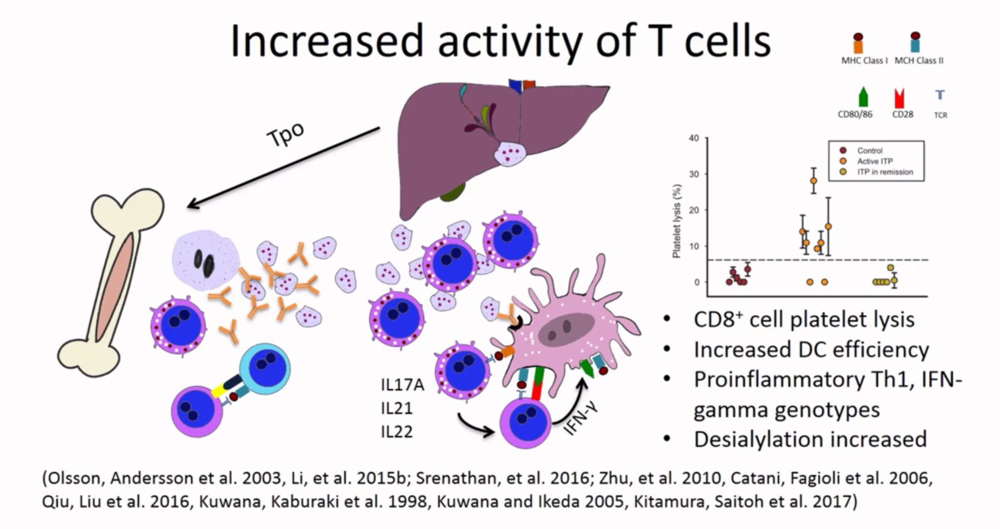 Increased activity of T cells
MHC Class I MCH Class II
CD80/86 CD28 TCR
Tpo
40
30
20
10
0
Platelet lysis (%)
Control
Active ITP
ITP in remission
IL17A
IL21
IL22
IFN-γ
• CD8⁺ cell platelet lysis
• Increased DC efficiency
• Proinflammatory Th1, IFN-
gamma genotypes
• Desialylation increased
(Olsson, Andersson et al. 2003, Li, et al. 2015b; Srenathan, et al. 2016; Zhu, et al. 2010, Catani, Fagioli et al. 2006,
Qiu, Liu et al. 2016, Kuwana, Kaburaki et al. 1998, Kuwana and Ikeda 2005, Kitamura, Saitoh et al. 2017)